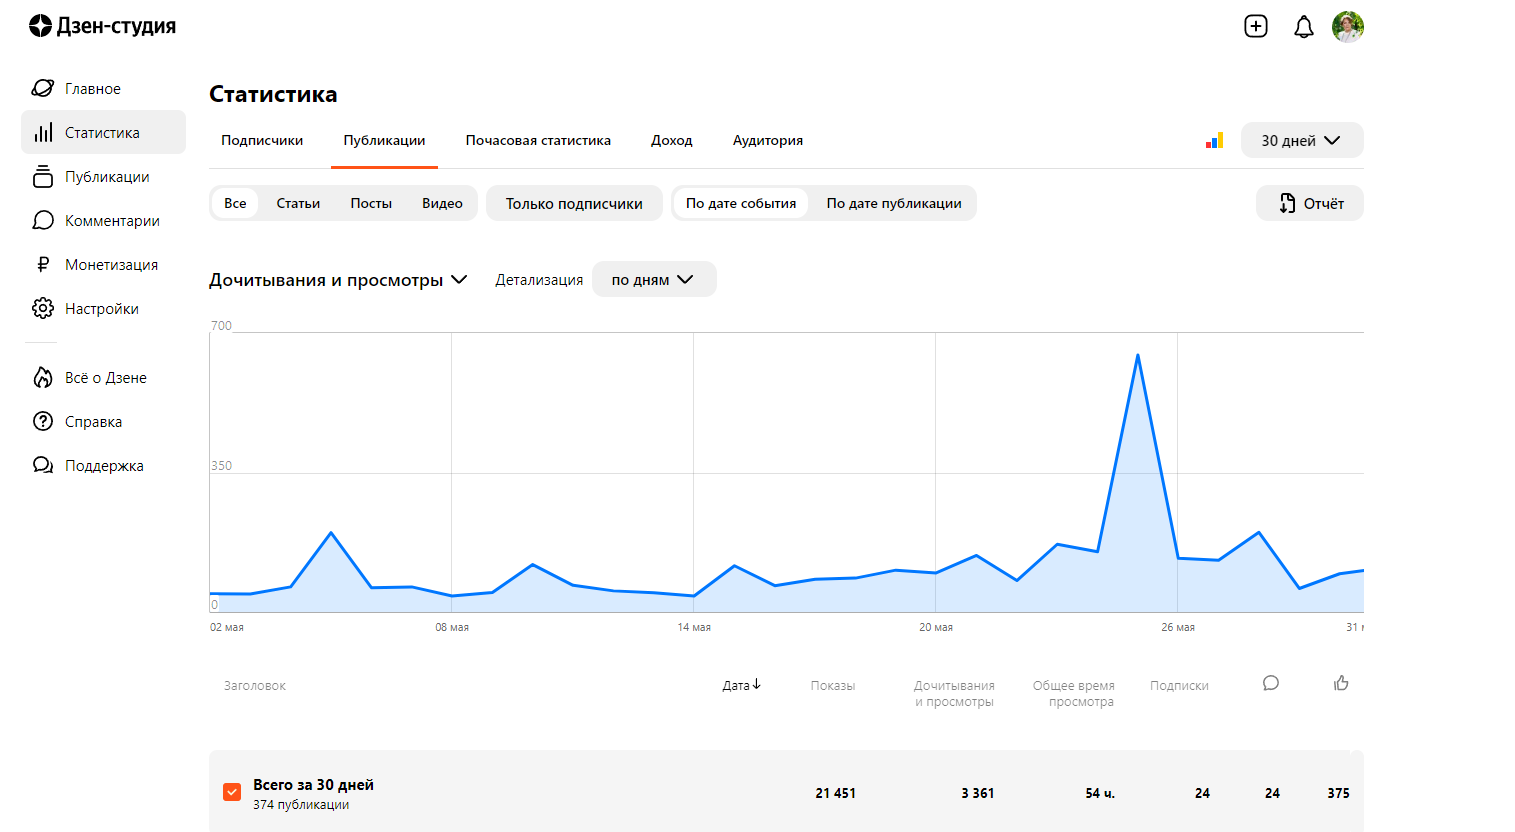 Дзен-студия
Главное
Статистика
Публикации
Комментарии
Монетизация
Настройки
Всё о Дзене
Справка
Поддержка
Статистика
Подписчики Публикации Почасовая статистика Доход Аудитория 30 дней
Все Статьи Посты Видео Только подписчики По дате события По дате публикации Отчёт
Дочитывания и просмотры Детализация по дням
700
350
0
02 мая 08 мая 14 мая 20 мая 26 мая 31
Заголовок Дата Показы Дочитывания и просмотры Общее время просмотра Подписки
Всего за 30 дней 21 451 3 361 54 ч. 24 24 375
374 публикации